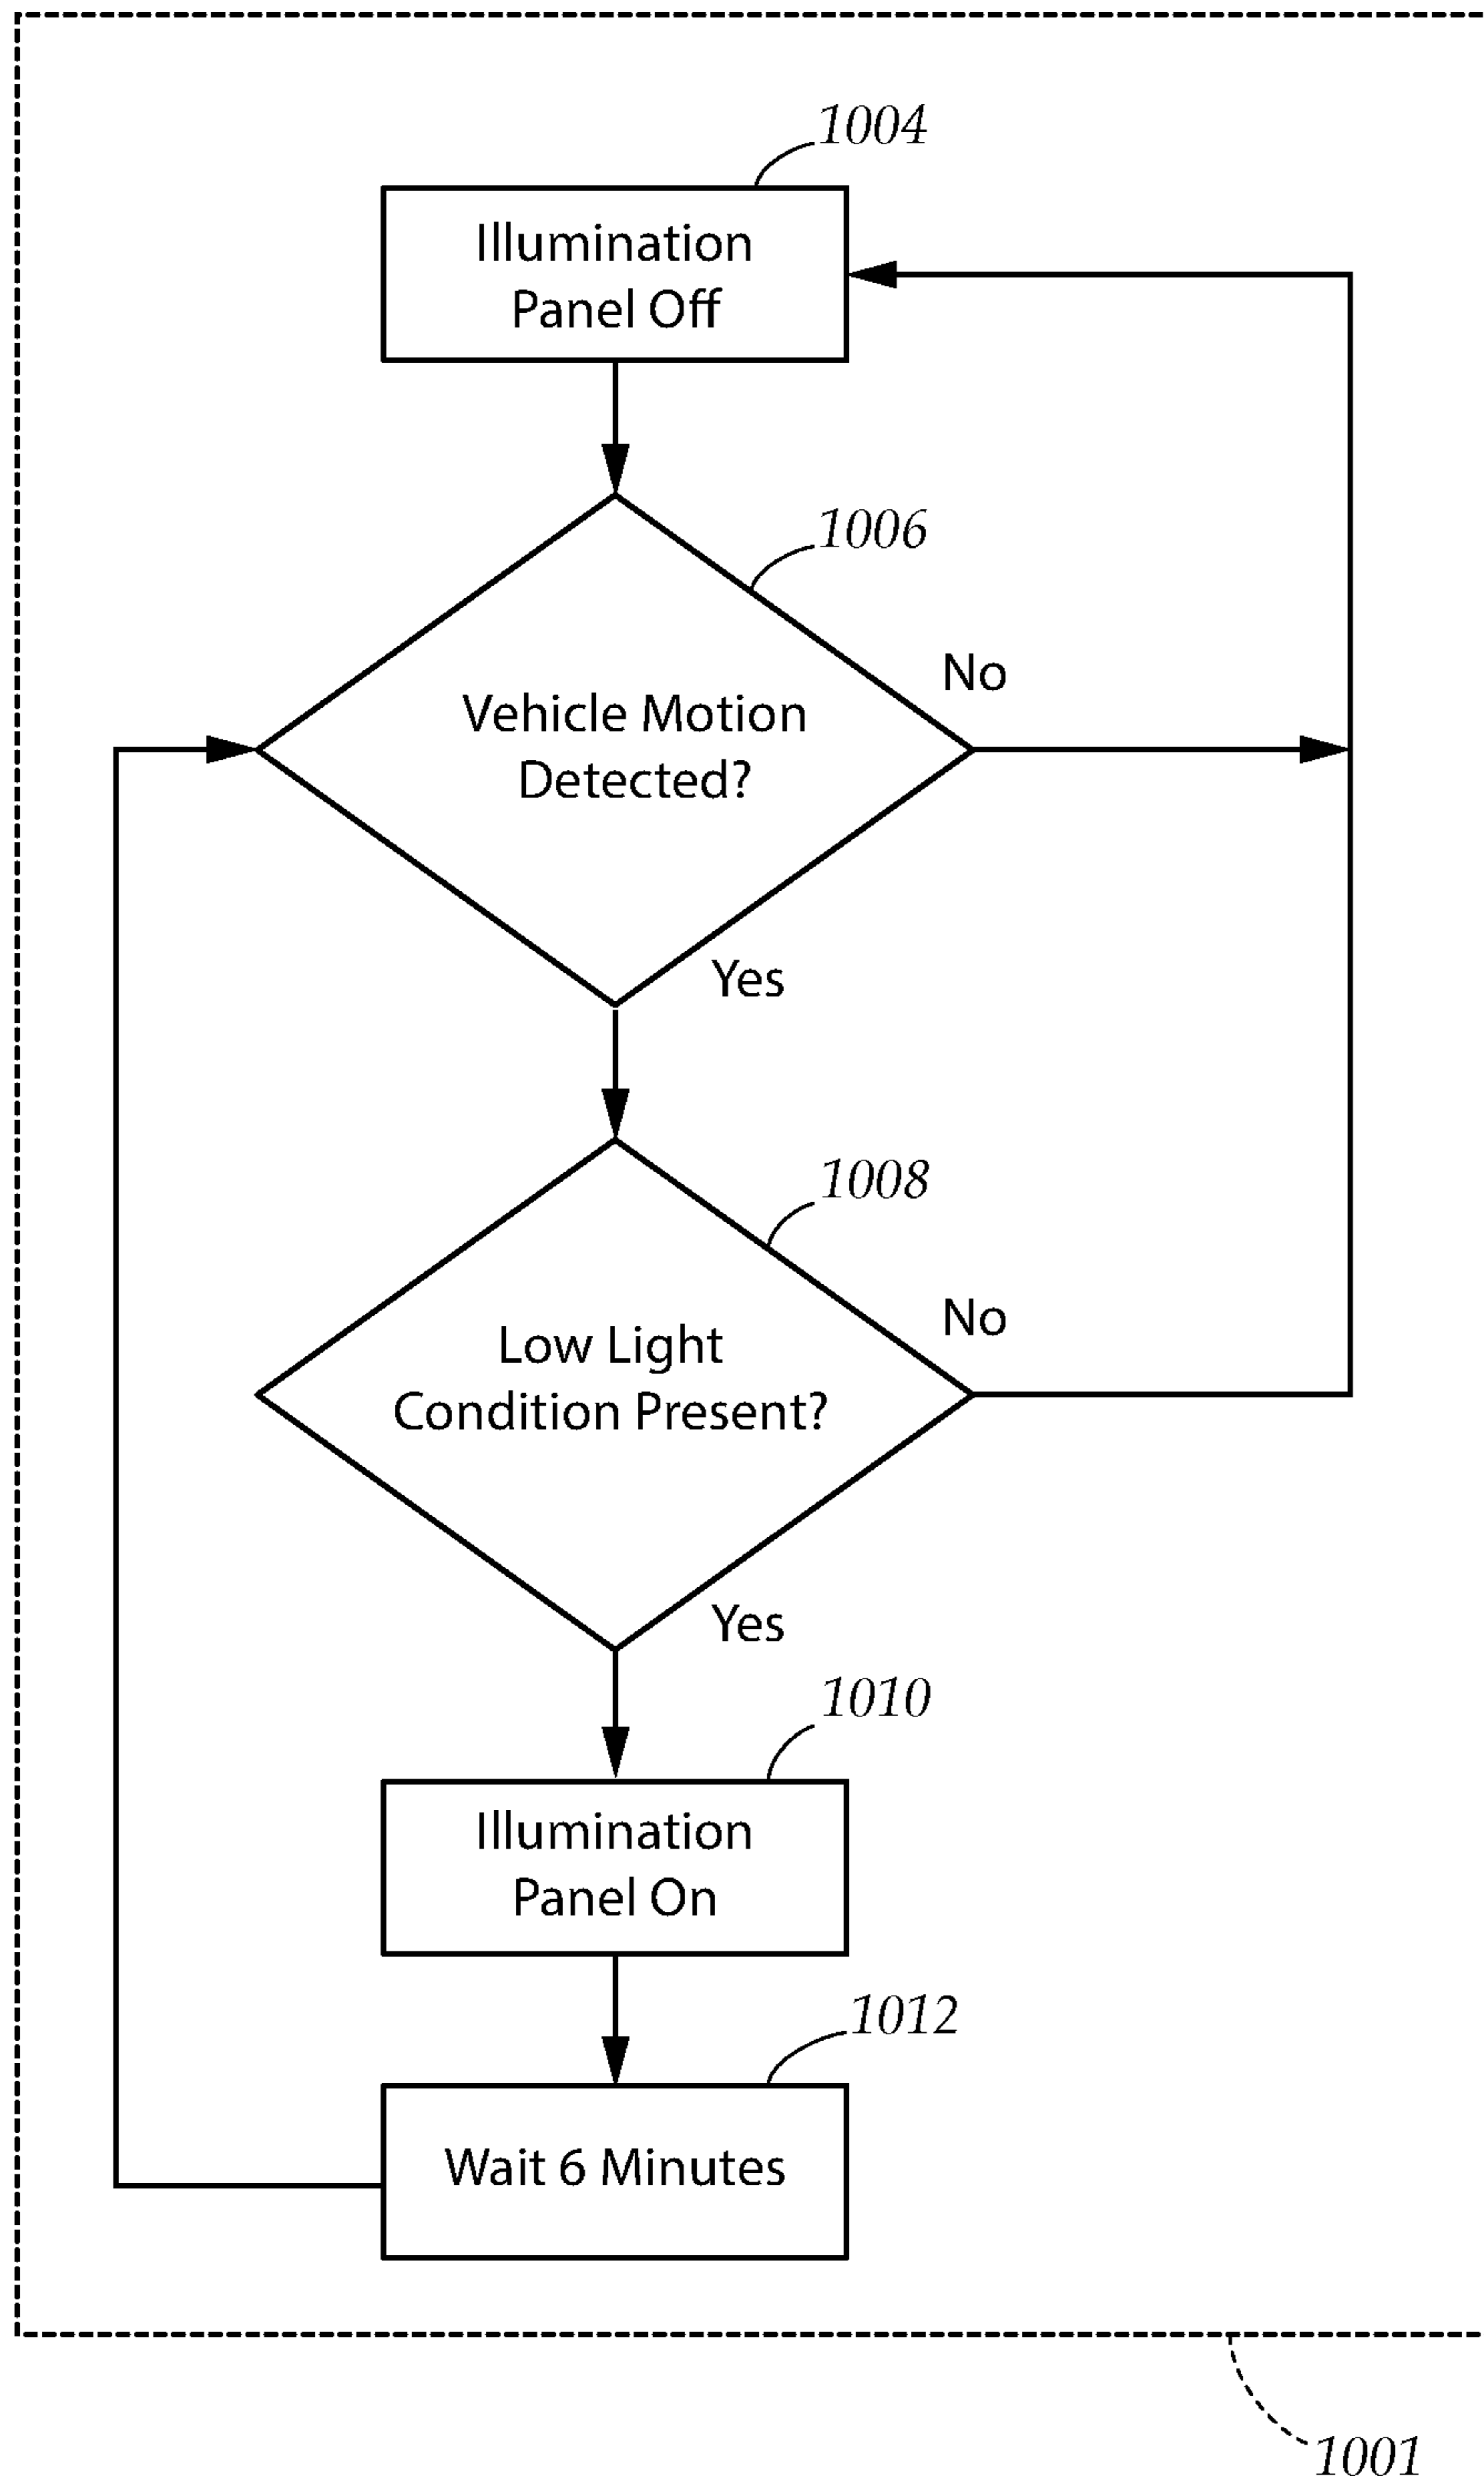 1004
Illumination
Panel Off
1006
No
Vehicle Motion
Detected?
Yes
1008
No
Low Light
Condition Present?
Yes
1010
Illumination
Panel On
1012
Wait 6 Minutes
1001